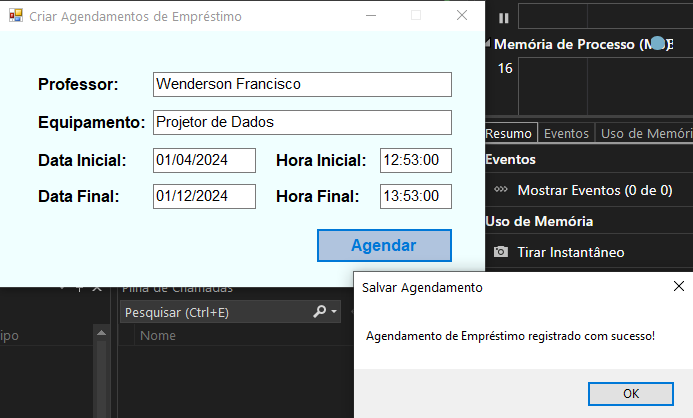 Criar Agendamentos de Empréstimo
Professor: Wenderson Francisco
Equipamento: Projetor de Dados
Data Inicial: 01/04/2024 Hora Inicial: 12:53:00
Data Final: 01/12/2024 Hora Final: 13:53:00
Agendar
Memória de Processo
16
Resumo Eventos Uso de Memóri
Eventos
Mostrar Eventos (0 de 0)
Uso de Memória
Tirar Instantâneo
Pilha de Chamadas
Pesquisar (Ctrl+E)
ipo
Nome
Salvar Agendamento
Agendamento de Empréstimo registrado com sucesso!
OK